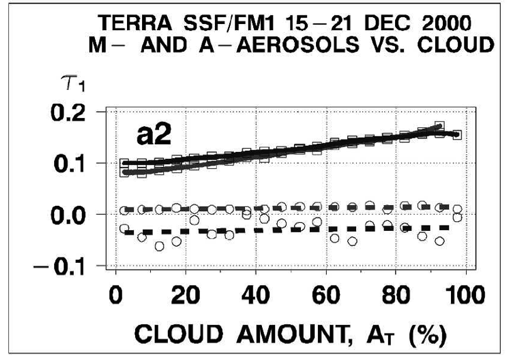 TERRA SSF/FM1 15–21 DEC 2000
M– AND A–AEROSOLS VS. CLOUD
τ1
0.2
a2
0.1
0.0
−0.1
0 20 40 60 80 100
CLOUD AMOUNT, AT (%)